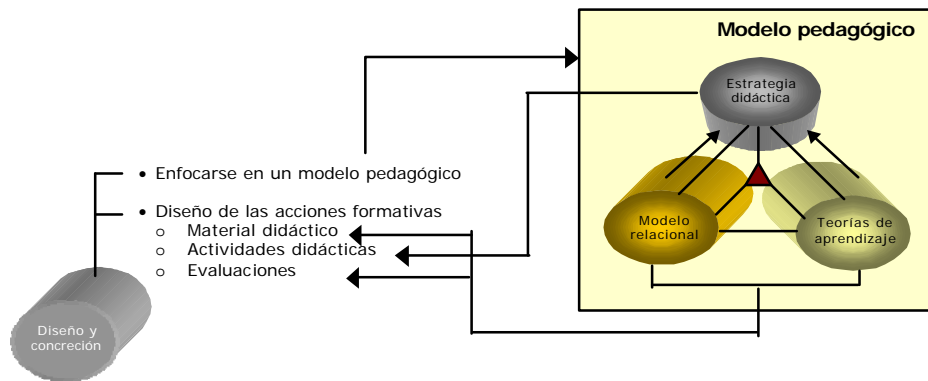 Modelo pedagógico
Estrategia
didáctica
• Enfocarse en un modelo pedagógico
• Diseño de las acciones formativas
o Material didáctico
o Actividades didácticas
o Evaluaciones
Modelo
relacional
Teorías de
aprendizaje
Diseño y
concreción